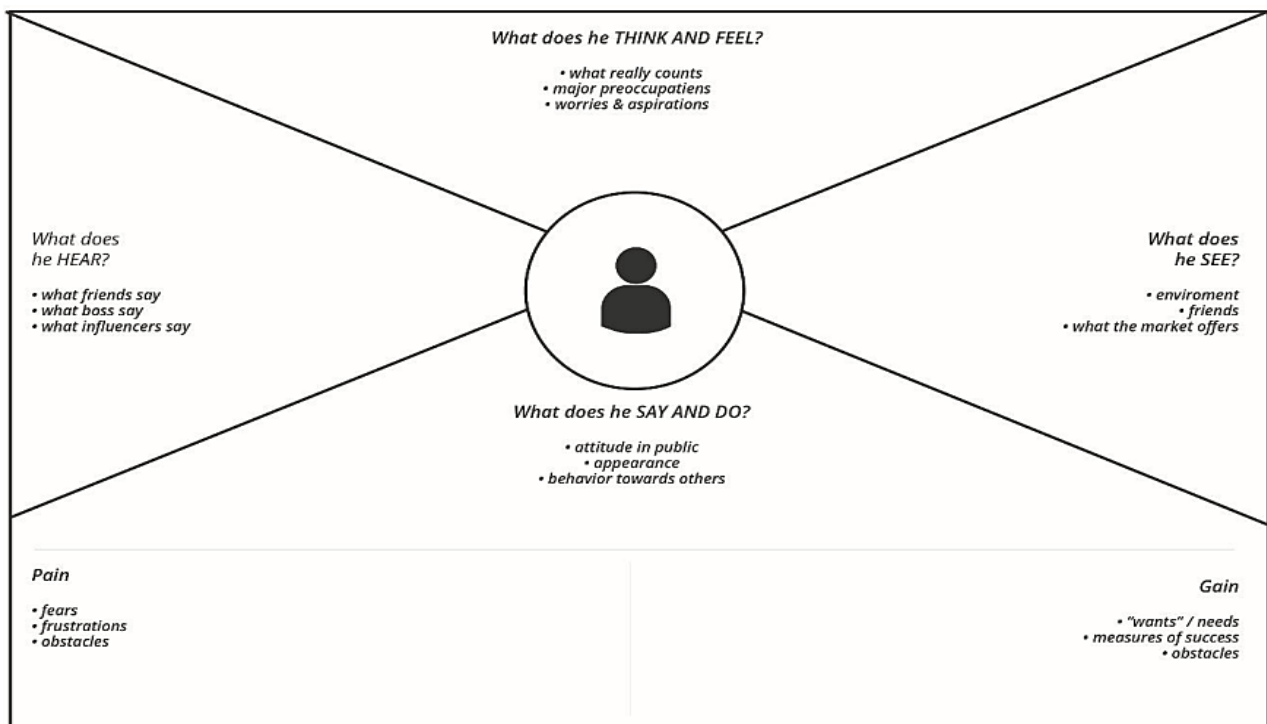 What does he THINK AND FEEL?
• what really counts
• major preoccupatiens
• worries & aspirations
What does
he HEAR?
• what friends say
• what boss say
• what influencers say
What does
he SEE?
• enviroment
• friends
• what the market offers
What does he SAY AND DO?
• attitude in public
• appearance
• behavior towards others
Pain
• fears
• frustrations
• obstacles
Gain
• “wants” / needs
• measures of success
• obstacles